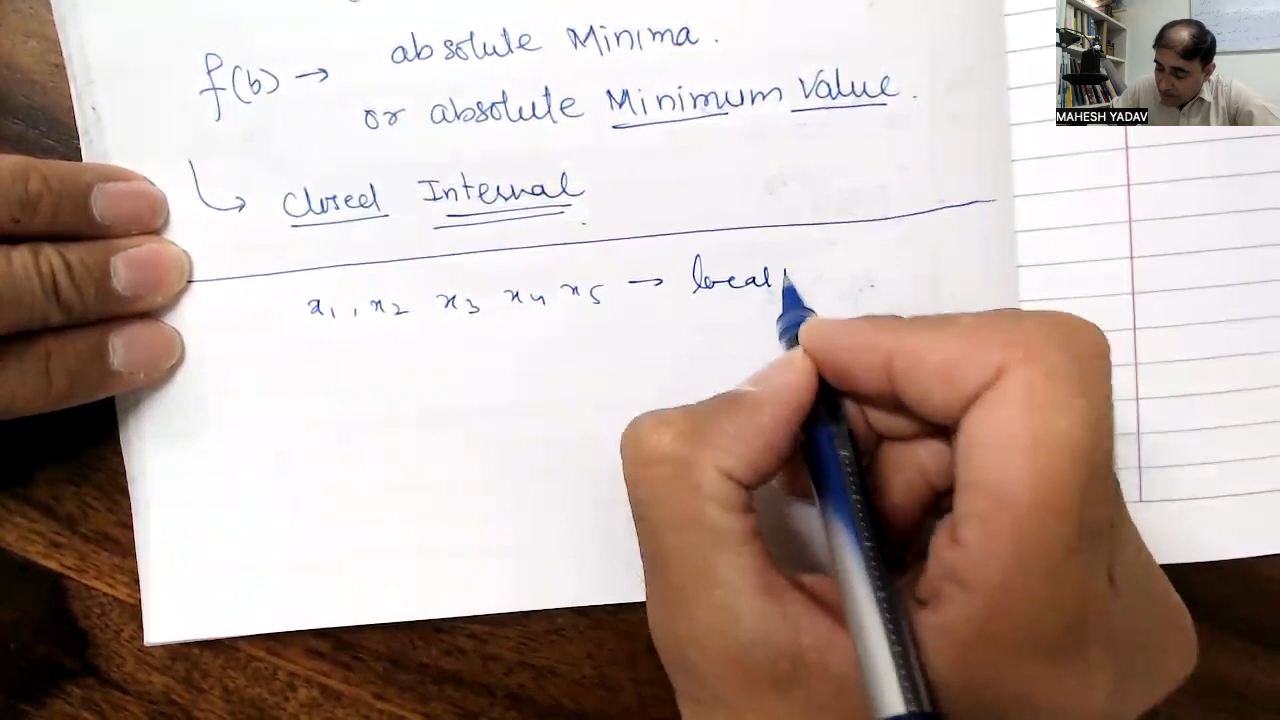 absolute Minima.
f(b) →
or absolute Minimum Value.
↳ Closed Interval
x₁, x₂ x₃ x₄ x₅ → local
MAHESH YADAV